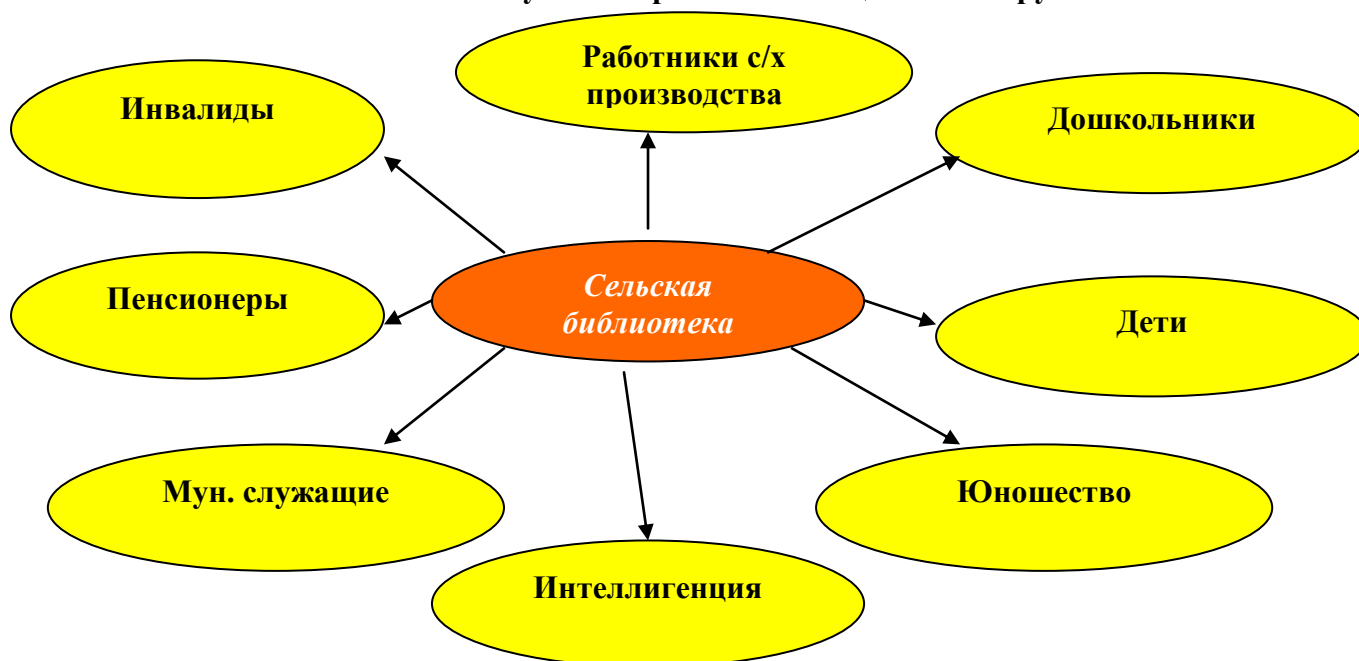 Работники с/х
производства
Инвалиды
Дошкольники
Сельская
библиотека
Пенсионеры
Дети
Мун. служащие
Юношество
Интеллигенция